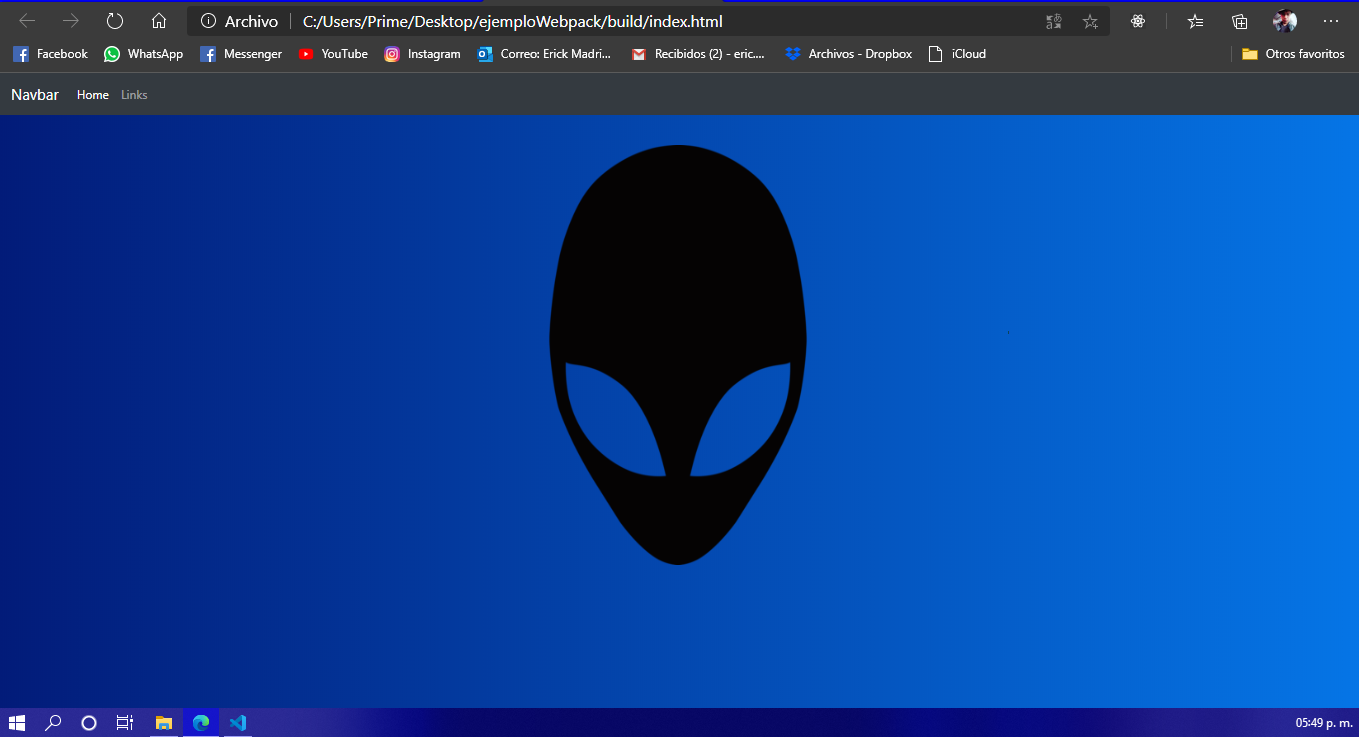 Archivo C:/Users/Prime/Desktop/ejemploWebpack/build/index.html
Facebook WhatsApp Messenger YouTube Instagram Correo: Erick Madri... Recibidos (2) - eric.... Archivos - Dropbox iCloud Otros favoritos
Navbar Home Links
05:49 p. m.